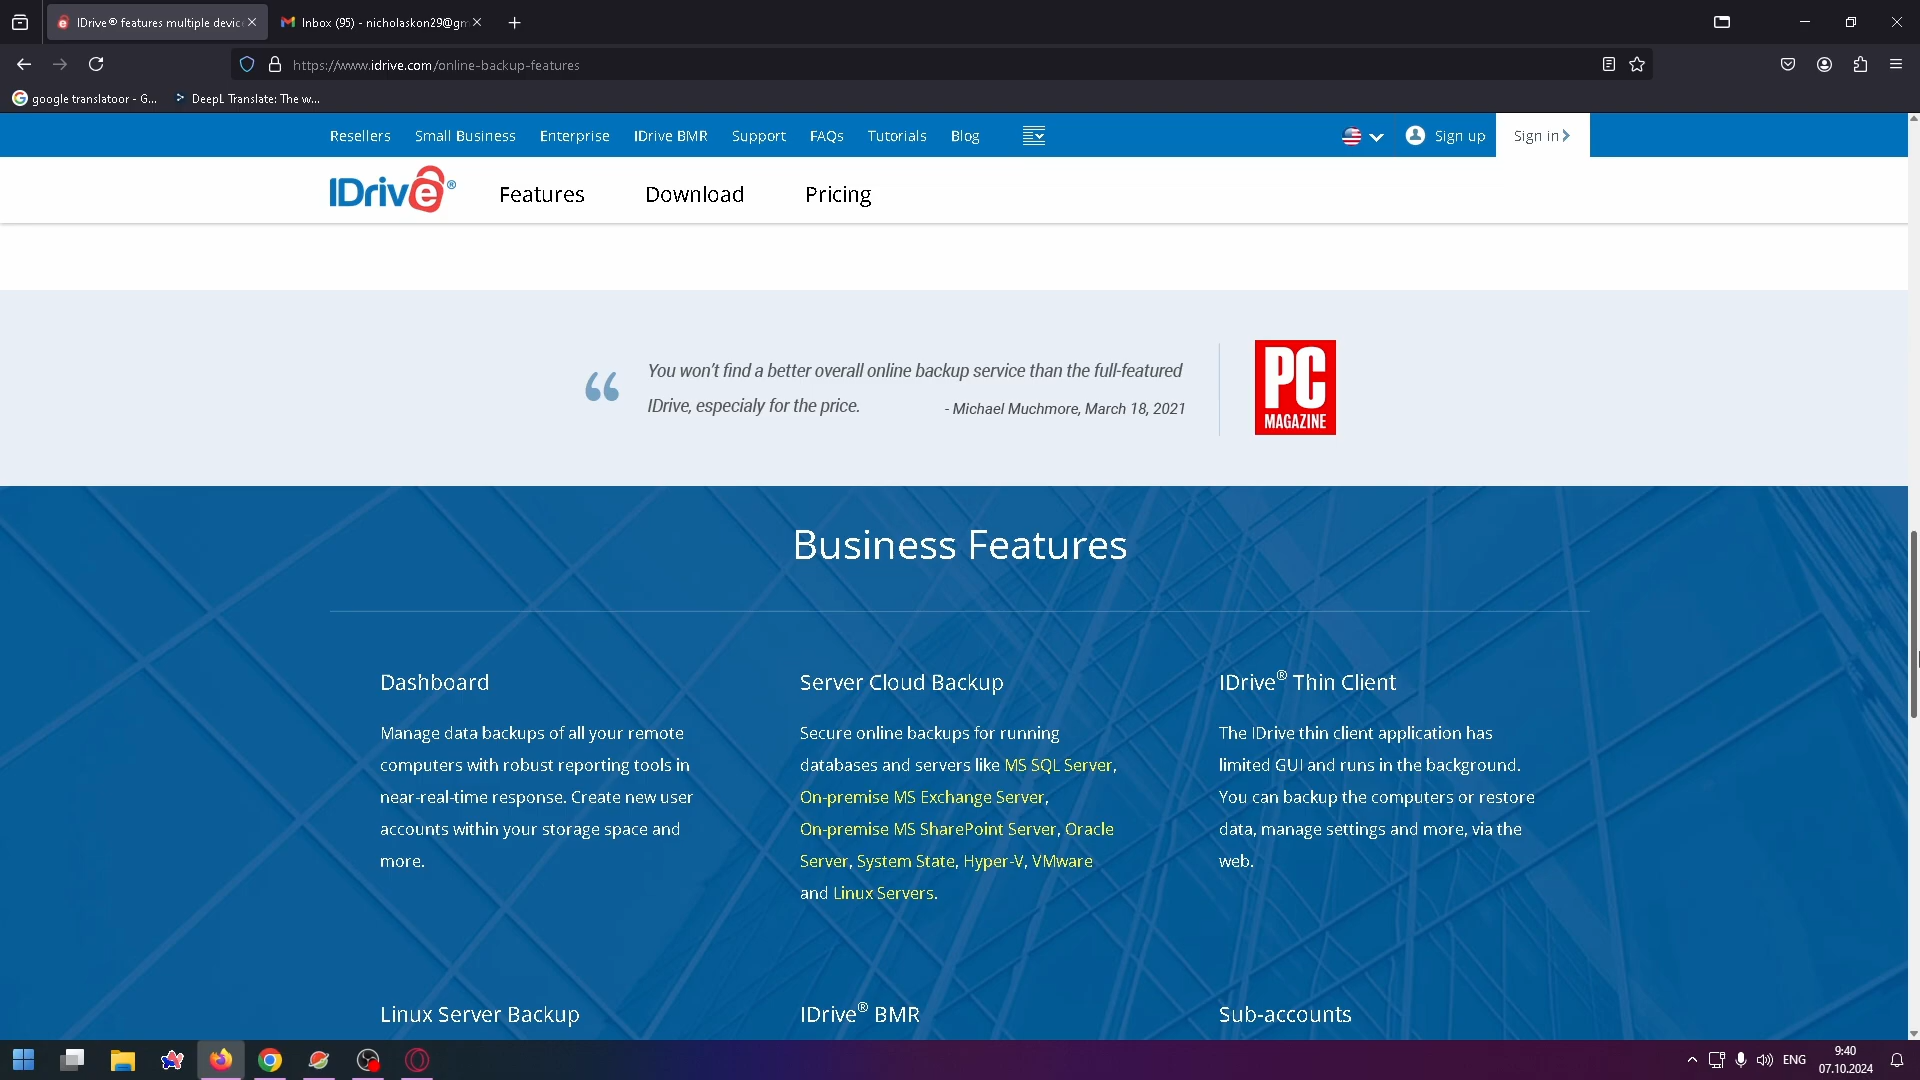 IDrive® features multiple devic
Inbox (95) - nicholaskon29@gm
https://www.idrive.com/online-backup-features
google translatoor - G...
DeepL Translate: The w...
Resellers
Small Business
Enterprise
IDrive BMR
Support
FAQs
Tutorials
Blog
Sign up
Sign in
IDrive®
Features
Download
Pricing
“ You won’t find a better overall online backup service than the full-featured
IDrive, especialy for the price.
- Michael Muchmore, March 18, 2021
PC
MAGAZINE
Business Features
Dashboard
Manage data backups of all your remote
computers with robust reporting tools in
near-real-time response. Create new user
accounts within your storage space and
more.
Server Cloud Backup
Secure online backups for running
databases and servers like MS SQL Server,
On-premise MS Exchange Server,
On-premise MS SharePoint Server, Oracle
Server, System State, Hyper-V, VMware
and Linux Servers.
IDrive® Thin Client
The IDrive thin client application has
limited GUI and runs in the background.
You can backup the computers or restore
data, manage settings and more, via the
web.
Linux Server Backup
IDrive® BMR
Sub-accounts
ENG
9:40
07.10.2024